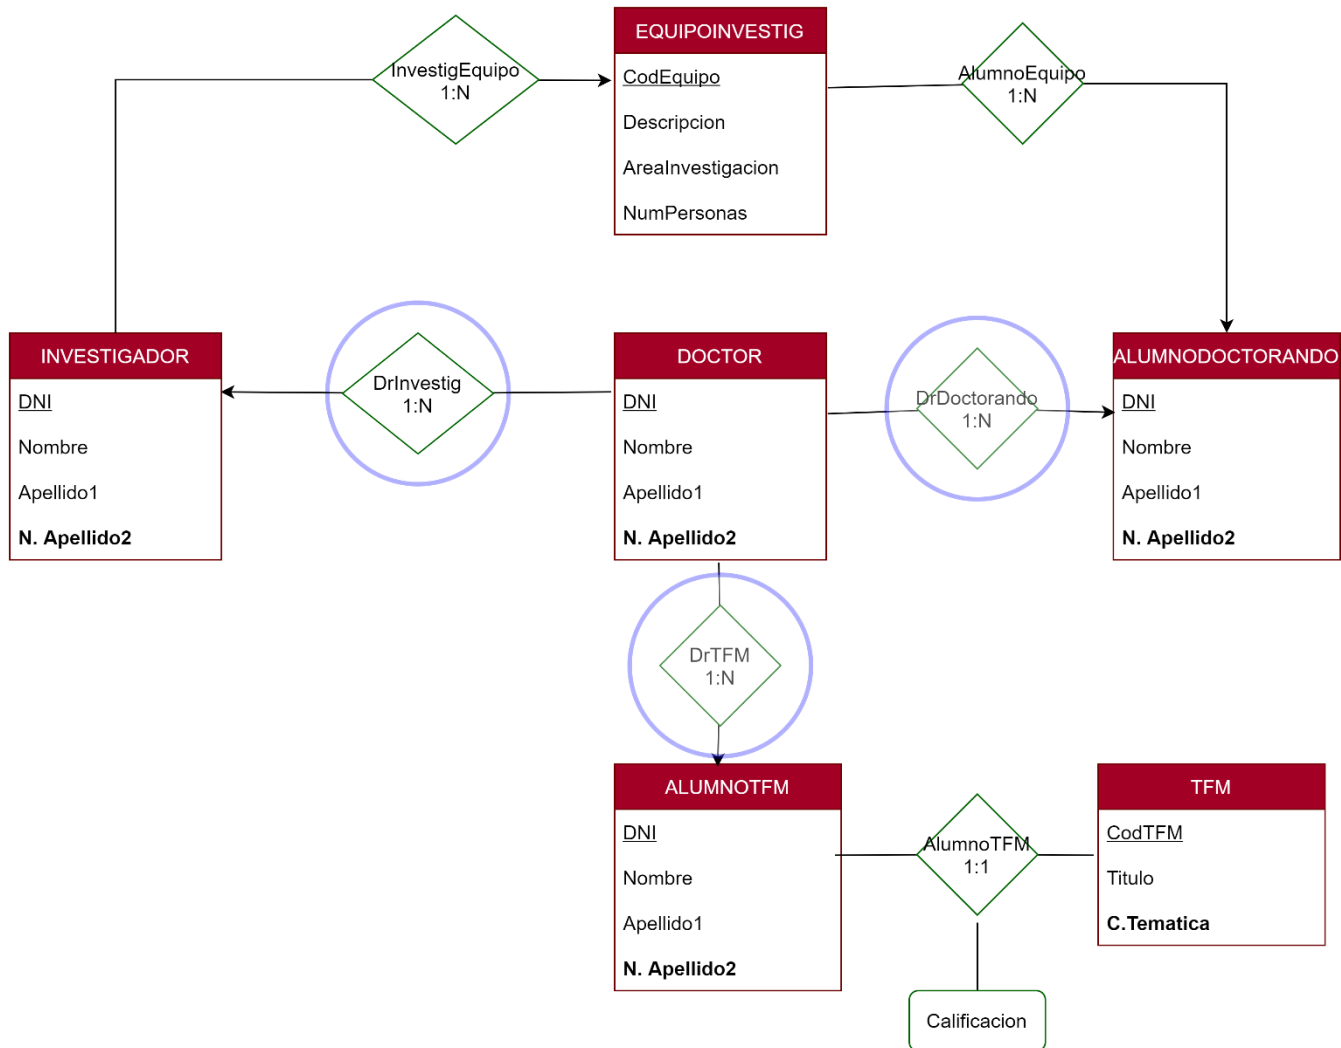 EQUIPOINVESTIG
CodEquipo
Descripcion
AreaInvestigacion
NumPersonas
InvestigEquipo
1:N
AlumnoEquipo
1:N
INVESTIGADOR
DNI
Nombre
Apellido1
N. Apellido2
DrInvestig
1:N
DOCTOR
DNI
Nombre
Apellido1
N. Apellido2
DrDoctorando
1:N
ALUMNODOCTORANDO
DNI
Nombre
Apellido1
N. Apellido2
DrTFM
1:N
ALUMNOTFM
DNI
Nombre
Apellido1
N. Apellido2
AlumnoTFM
1:1
TFM
CodTFM
Titulo
C.Tematica
Calificacion